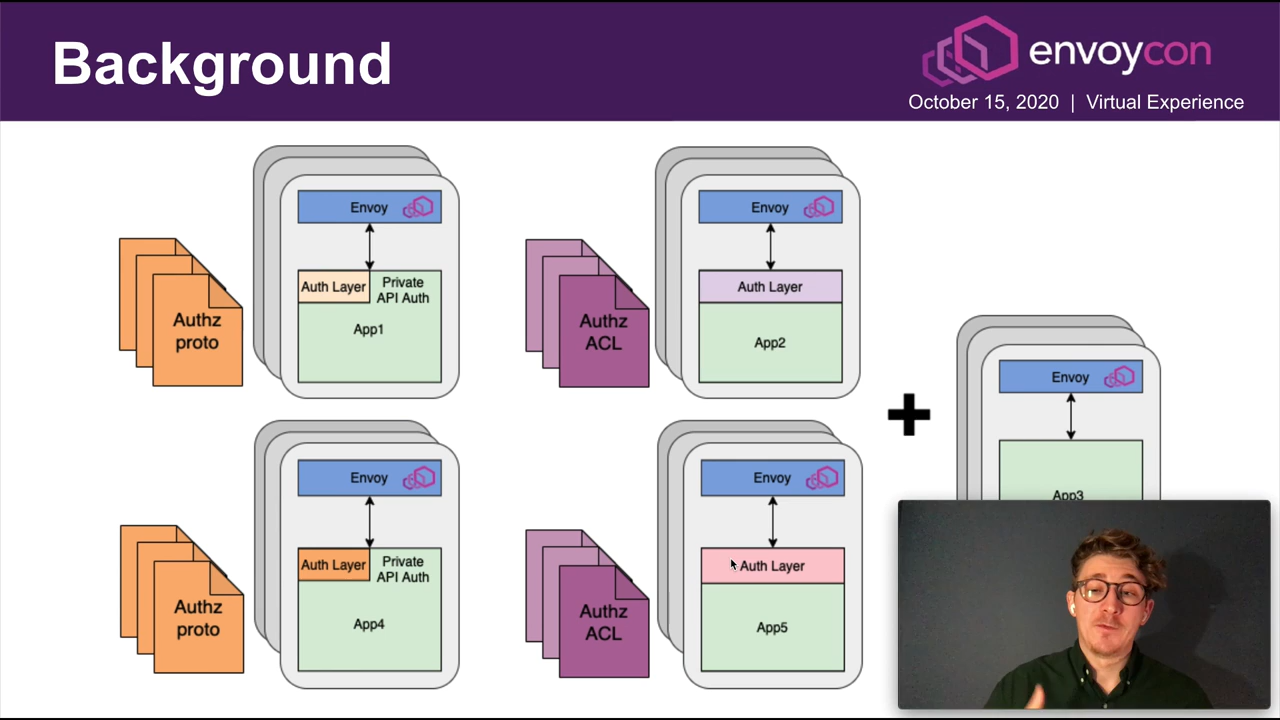 Background
envoycon
October 15, 2020 | Virtual Experience
Envoy
Auth Layer
Private
API Auth
App1
Authz
proto
Envoy
Auth Layer
App2
Authz
ACL
Envoy
App3
Envoy
Auth Layer
Private
API Auth
App4
Authz
proto
Envoy
Auth Layer
App5
Authz
ACL